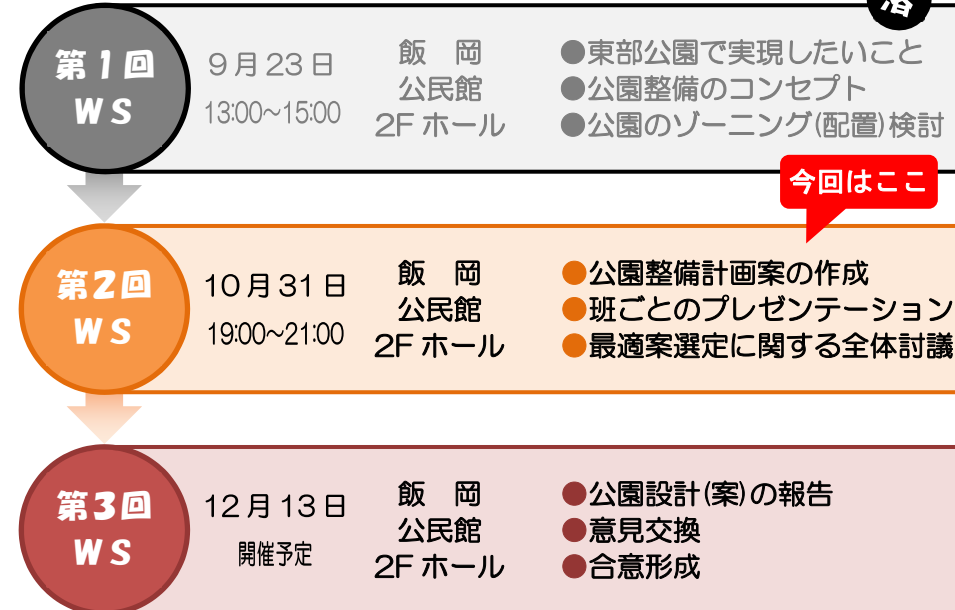 第1回
WS
9月23日
13:00~15:00
飯　岡
公民館
2Fホール
●東部公園で実現したいこと
●公園整備のコンセプト
●公園のゾーニング(配置)検討
今回はここ
第2回
WS
10月31日
19:00~21:00
飯　岡
公民館
2Fホール
●公園整備計画案の作成
●班ごとのプレゼンテーション
●最適案選定に関する全体討議
第3回
WS
12月13日
開催予定
飯　岡
公民館
2Fホール
●公園設計(案)の報告
●意見交換
●合意形成